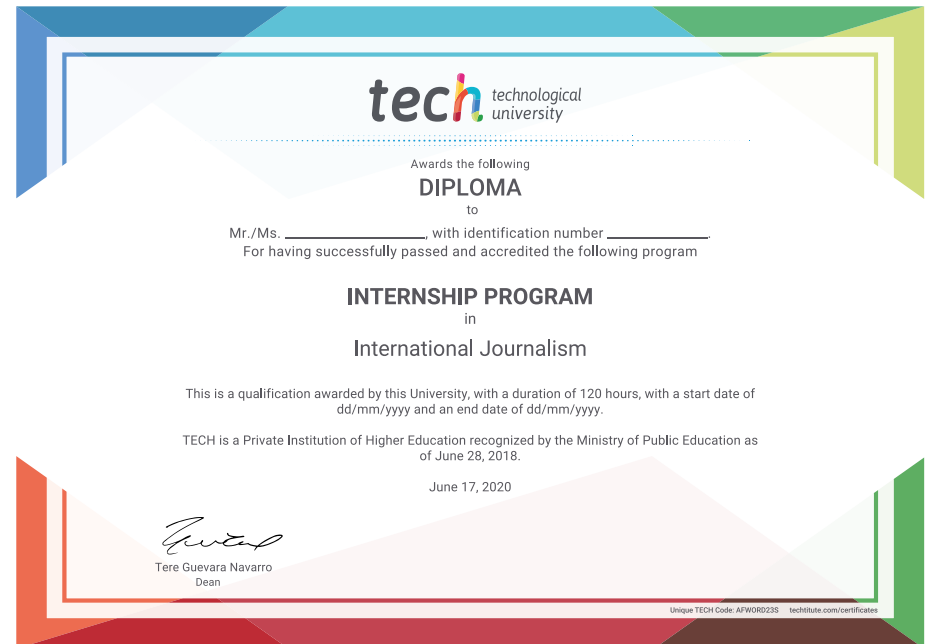 tech technological
university
Awards the following
DIPLOMA
to
Mr./Ms. ____________________, with identification number ______________.
For having successfully passed and accredited the following program
INTERNSHIP PROGRAM
in
International Journalism
This is a qualification awarded by this University, with a duration of 120 hours, with a start date of
dd/mm/yyyy and an end date of dd/mm/yyyy.
TECH is a Private Institution of Higher Education recognized by the Ministry of Public Education as
of June 28, 2018.
June 17, 2020
Tere Guevara Navarro
Dean
Unique TECH Code: AFWORD23S techtitute.com/certificates